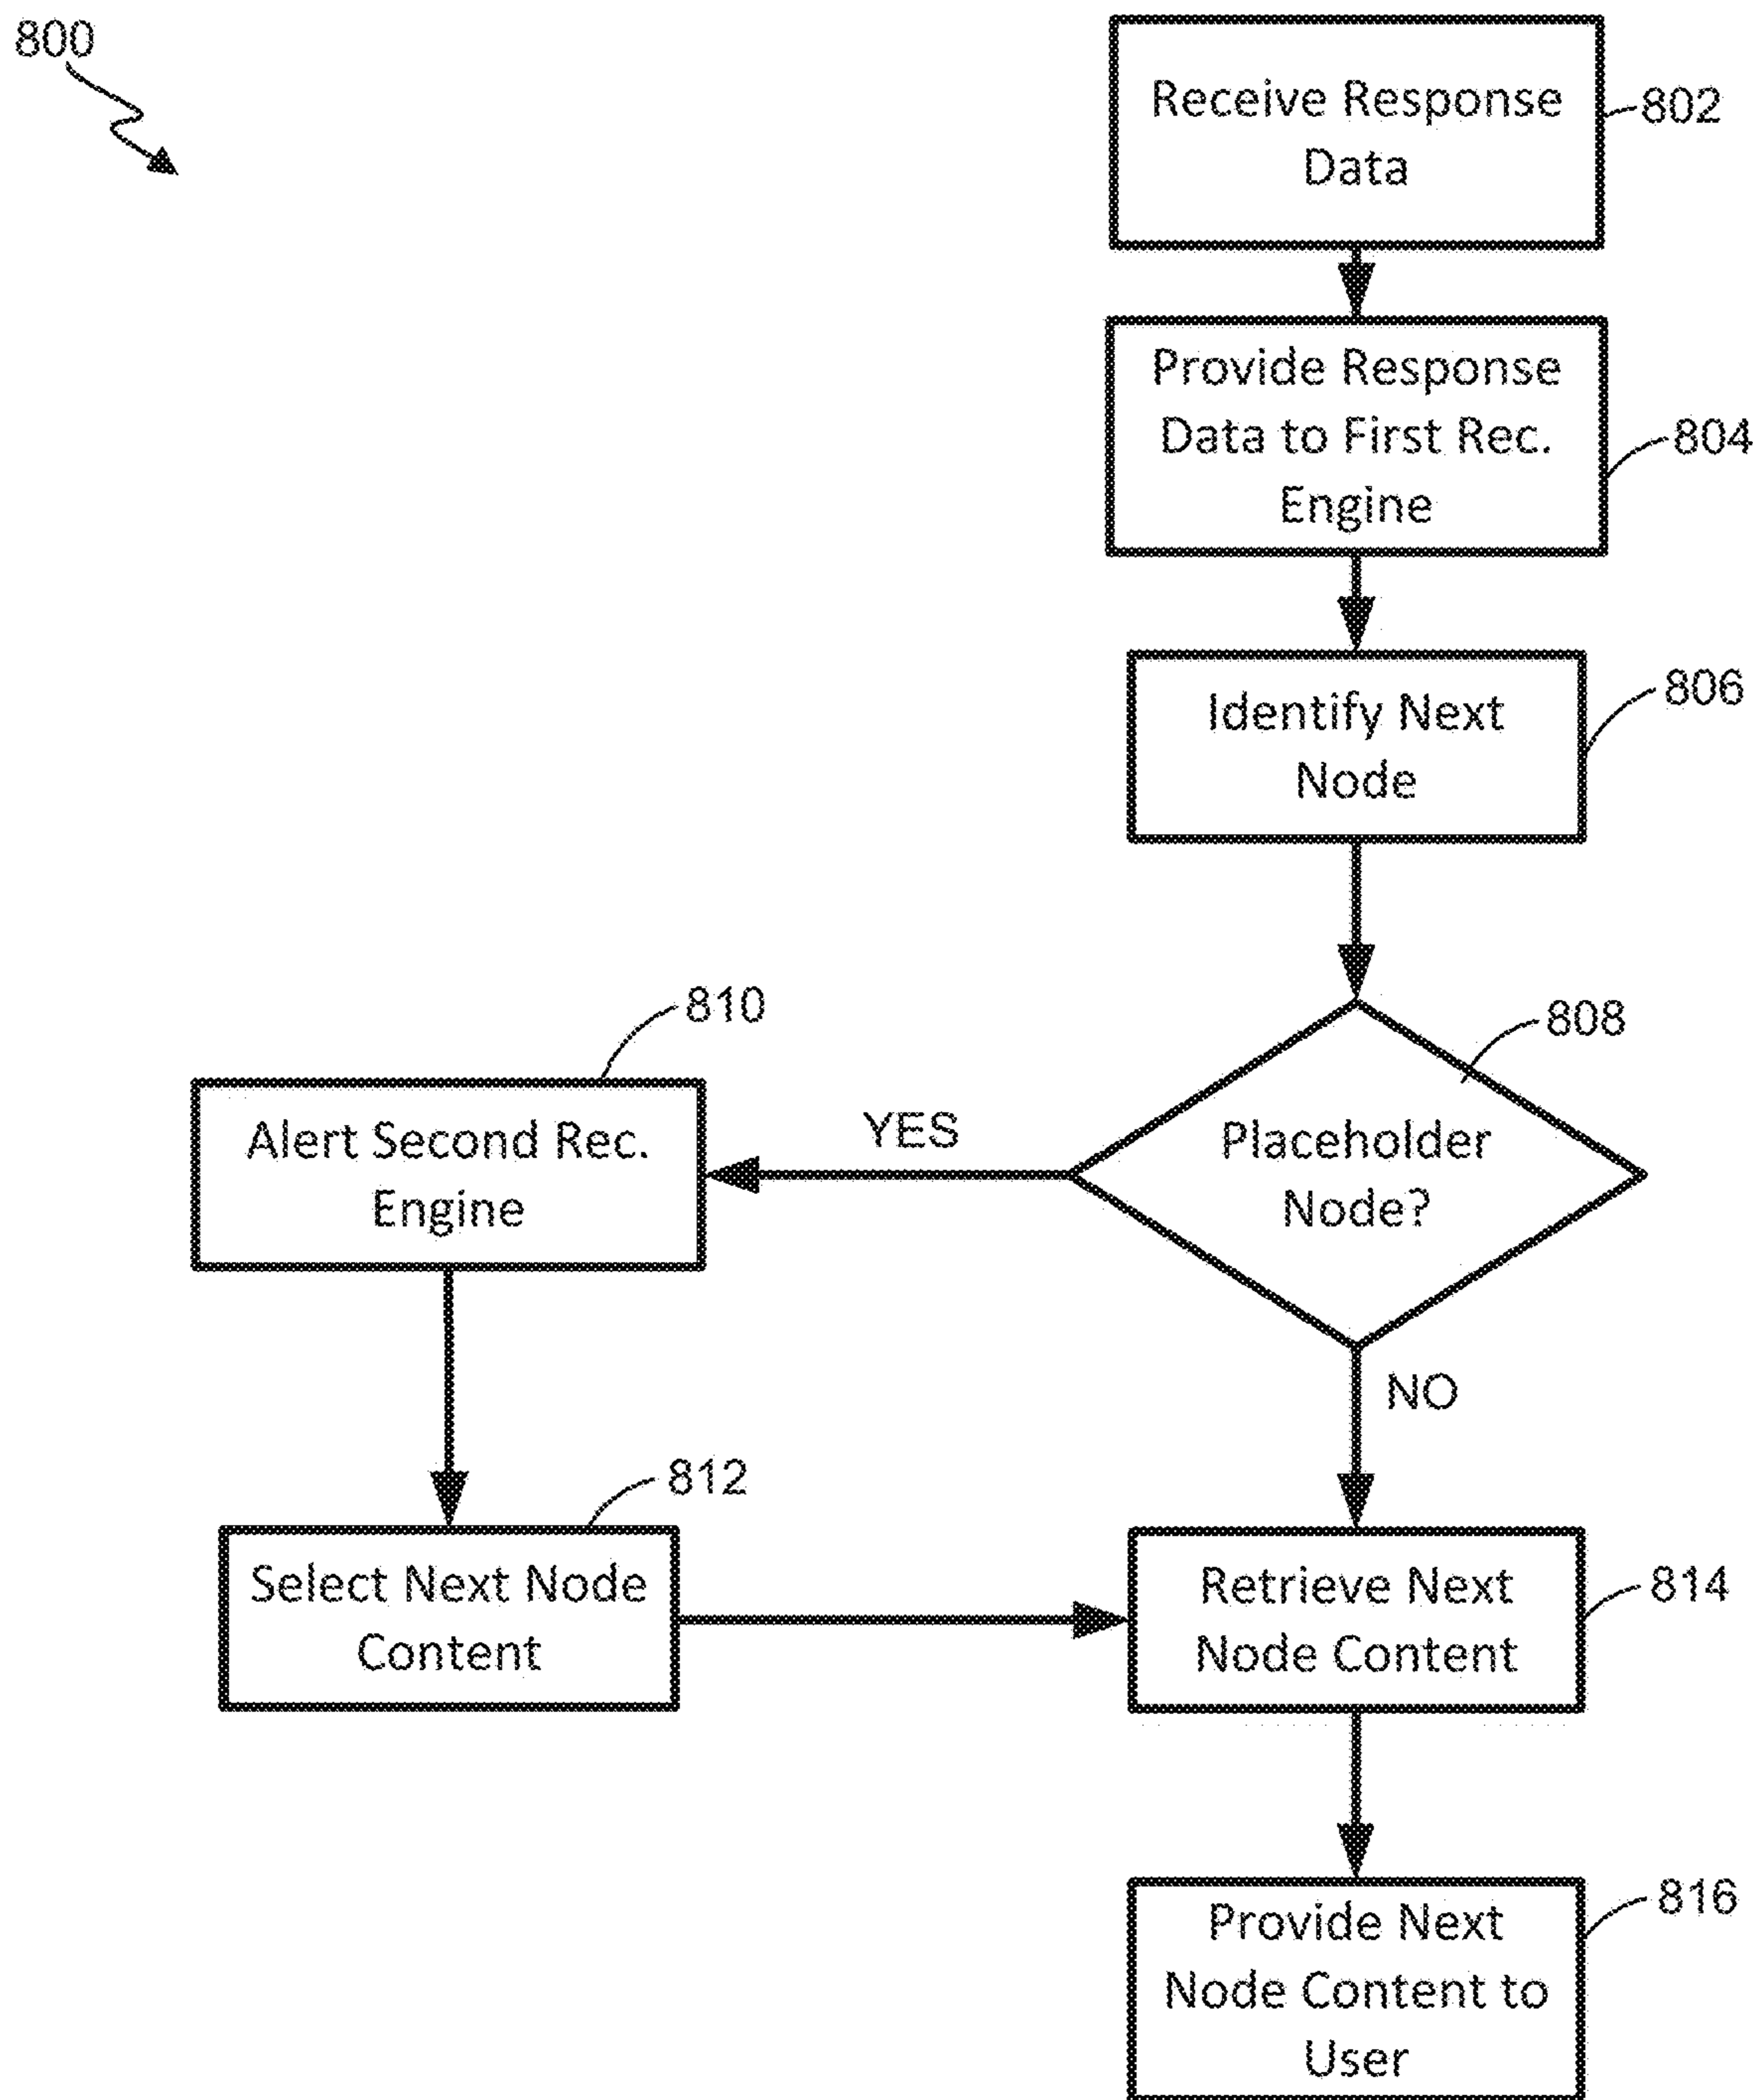 800
Receive Response
Data
802
Provide Response
Data to First Rec.
Engine
804
Identify Next
Node
806
Placeholder
Node?
808
YES
NO
810
Alert Second Rec.
Engine
812
Select Next Node
Content
Retrieve Next
Node Content
814
Provide Next
Node Content to
User
816